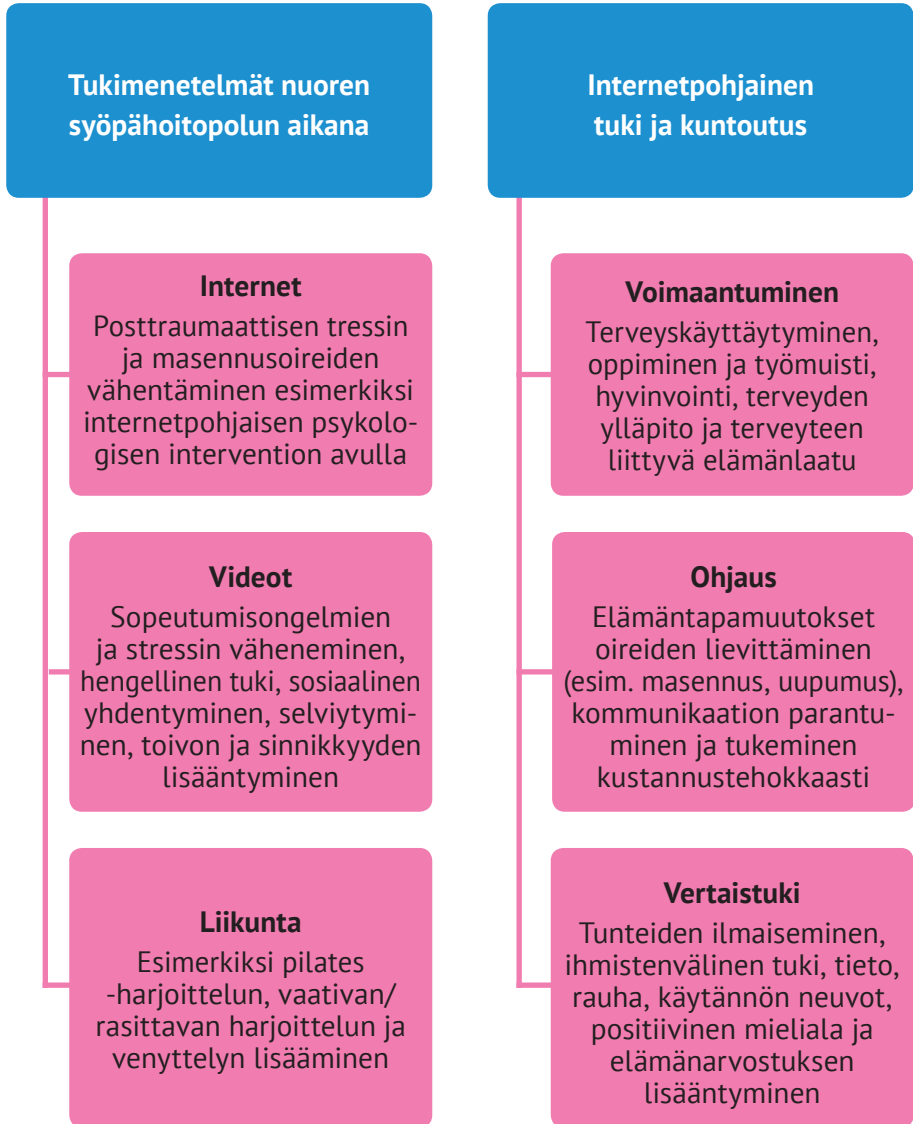 Tukimenetelmät nuoren
syöpähoitopolun aikana
Internet
Posttraumaattisen tressin
ja masennusoireiden
vähentäminen esimerkiksi
internetpohjaisen psykolo-
gisen intervention avulla
Videot
Sopeutumisongelmien
ja stressin väheneminen,
hengellinen tuki, sosiaalinen
yhdentyminen, selviytymi-
nen, toivon ja sinnikkyyden
lisääntyminen
Liikunta
Esimerkiksi pilates
-harjoittelun, vaativan/
rasittavan harjoittelun ja
venyttelyn lisääminen
Internetpohjainen
tuki ja kuntoutus
Voimaantuminen
Terveyskäyttäytyminen,
oppiminen ja työmuisti,
hyvinvointi, terveyden
ylläpito ja terveyteen
liittyvä elämänlaatu
Ohjaus
Elämäntapamuutokset
oireiden lievittäminen
(esim. masennus, uupumus),
kommunikaation parantu-
minen ja tukeminen
kustannustehokkaasti
Vertaistuki
Tunteiden ilmaiseminen,
ihmistenvälinen tuki, tieto,
rauha, käytännön neuvot,
positiivinen mieliala ja
elämänarvostuksen
lisääntyminen